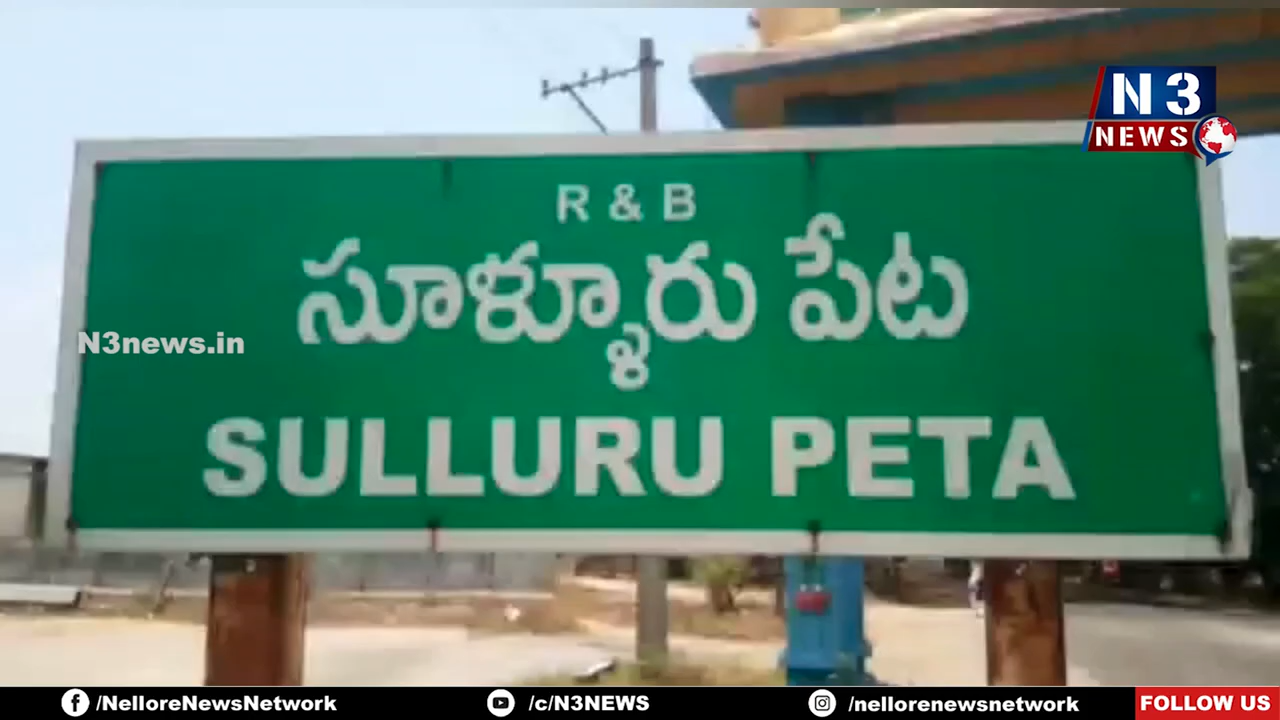 N3
NEWS
R & B
సూళ్ళూరు పేట
N3news.in
SULLURU PETA
/NelloreNewsNetwork
/c/N3NEWS
/nellorenewsnetwork
FOLLOW US